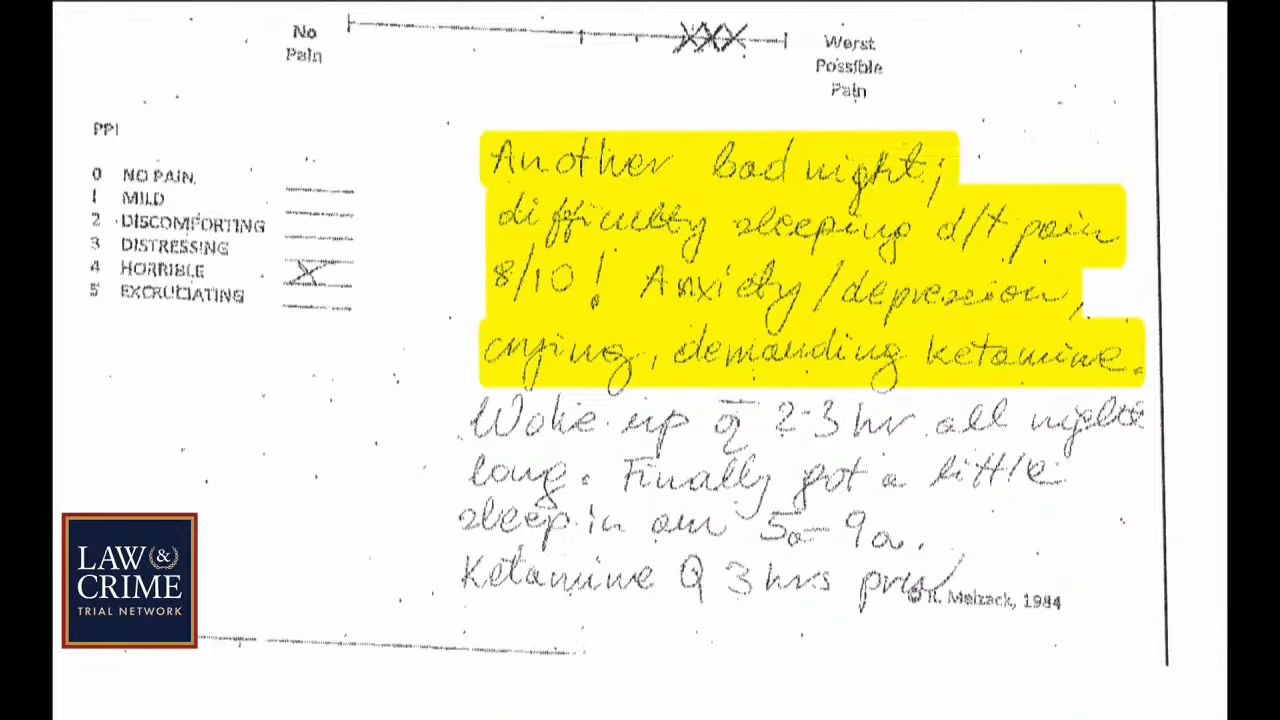 No
Pain
Worst
Possible
Pain
PPI
0 NO PAIN
1 MILD
2 DISCOMFORTING
3 DISTRESSING
4 HORRIBLE X
5 EXCRUCIATING
Another bad night;
difficulty sleeping d/t pain
8/10! Anxiety/depression,
crying, demanding ketamine.
Woke up q 2-3 hr all night
long. Finally got a little
sleep in am 5a-9a.
Ketamine Q 3 hrs prn
© R. Melzack, 1984
LAW &
CRIME
TRIAL NETWORK